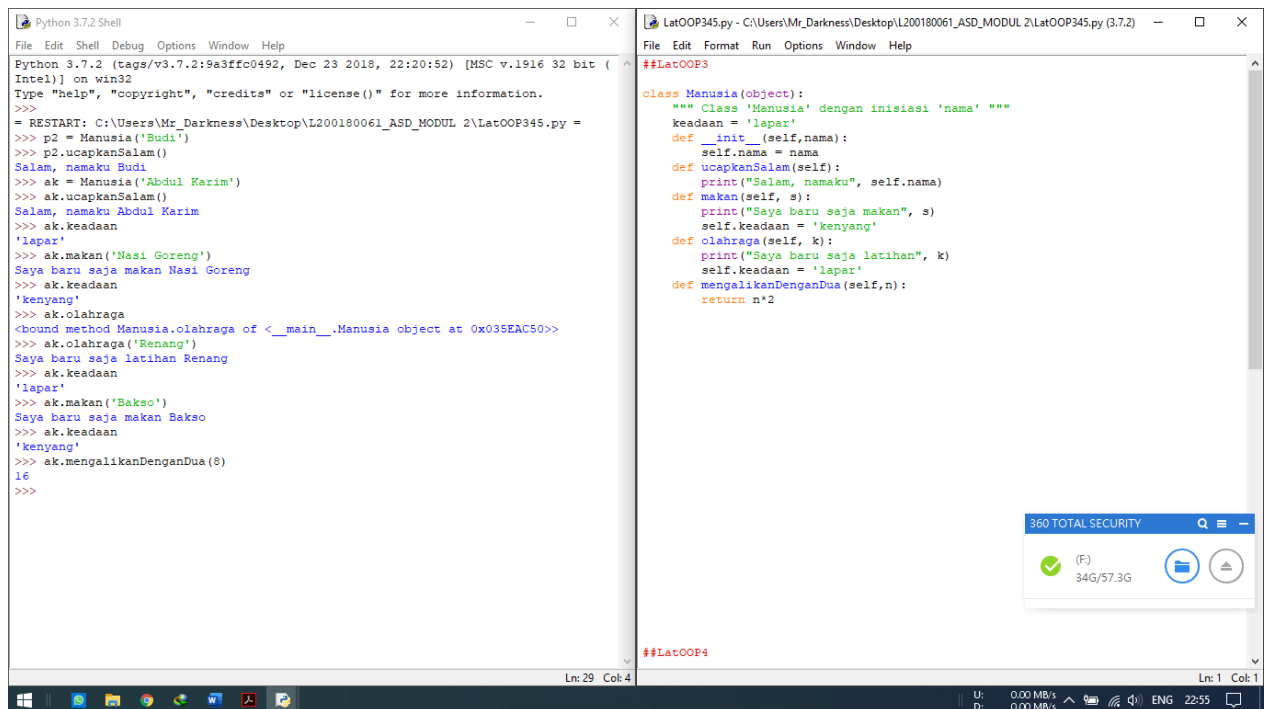 Python 3.7.2 Shell
File Edit Shell Debug Options Window Help
Python 3.7.2 (tags/v3.7.2:9a3ffc0492, Dec 23 2018, 22:20:52) [MSC v.1916 32 bit (
Intel)] on win32
Type "help", "copyright", "credits" or "license()" for more information.
>>>
= RESTART: C:\Users\Mr_Darkness\Desktop\L200180061_ASD_MODUL 2\LatOOP345.py =
>>> p2 = Manusia('Budi')
>>> p2.ucapkanSalam()
Salam, namaku Budi
>>> ak = Manusia('Abdul Karim')
>>> ak.ucapkanSalam()
Salam, namaku Abdul Karim
>>> ak.keadaan
'lapar'
>>> ak.makan('Nasi Goreng')
Saya baru saja makan Nasi Goreng
>>> ak.keadaan
'kenyang'
>>> ak.olahraga
<bound method Manusia.olahraga of <__main__.Manusia object at 0x035EAC50>>
>>> ak.olahraga('Renang')
Saya baru saja latihan Renang
>>> ak.keadaan
'lapar'
>>> ak.makan('Bakso')
Saya baru saja makan Bakso
>>> ak.keadaan
'kenyang'
>>> ak.mengalikanDenganDua(8)
16
>>>
Ln: 29 Col: 4
LatOOP345.py - C:\Users\Mr_Darkness\Desktop\L200180061_ASD_MODUL 2\LatOOP345.py (3.7.2)
File Edit Format Run Options Window Help
##LatOOP3
class Manusia(object):
    """ Class 'Manusia' dengan inisiasi 'nama' """
    keadaan = 'lapar'
    def __init__(self,nama):
        self.nama = nama
    def ucapkanSalam(self):
        print("Salam, namaku", self.nama)
    def makan(self, s):
        print("Saya baru saja makan", s)
        self.keadaan = 'kenyang'
    def olahraga(self, k):
        print("Saya baru saja latihan", k)
        self.keadaan = 'lapar'
    def mengalikanDenganDua(self,n):
        return n*2
360 TOTAL SECURITY
(F:)
34G/57.3G
##LatOOP4
Ln: 1 Col: 1
U: 0.00 MB/s
D: 0.00 MB/s
ENG 22:55